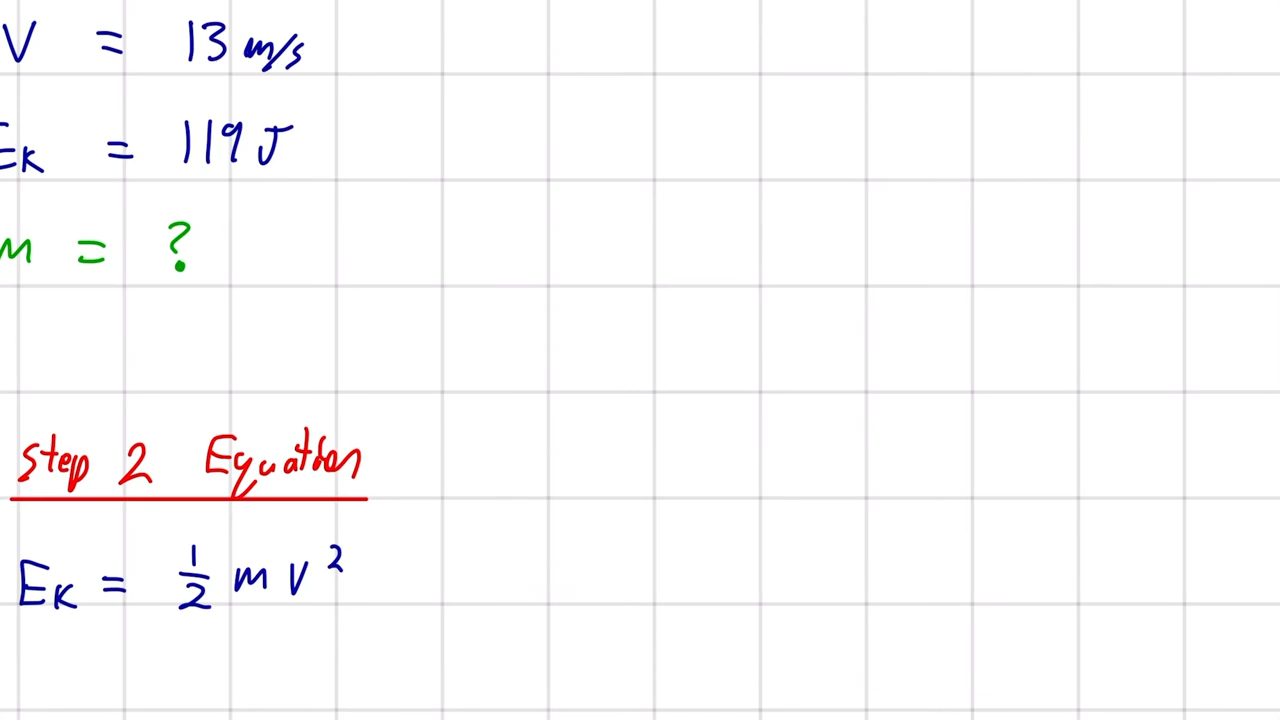 V = 13 m/s
Ek = 119 J
m = ?
Step 2 Equation
Ek = 1/2 m v²